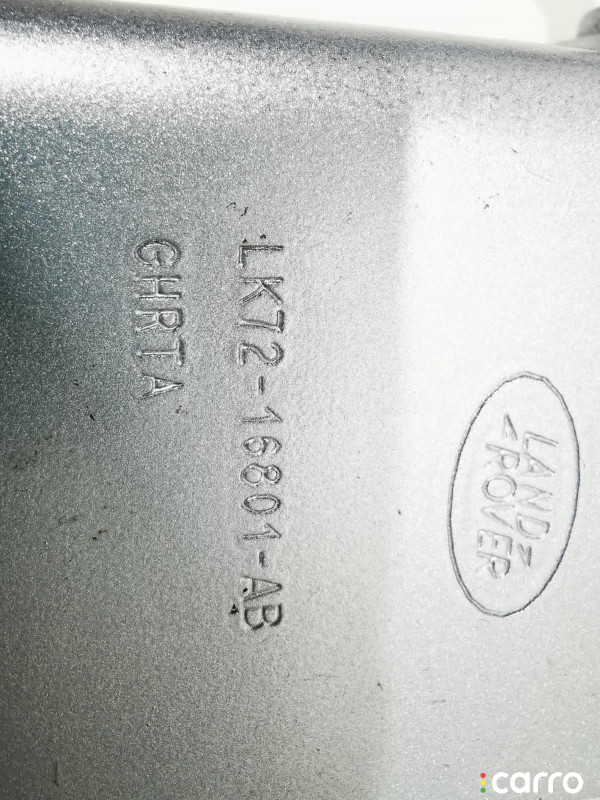 LAND
ROVER
LK72-16801-AB
GHRTA
carro